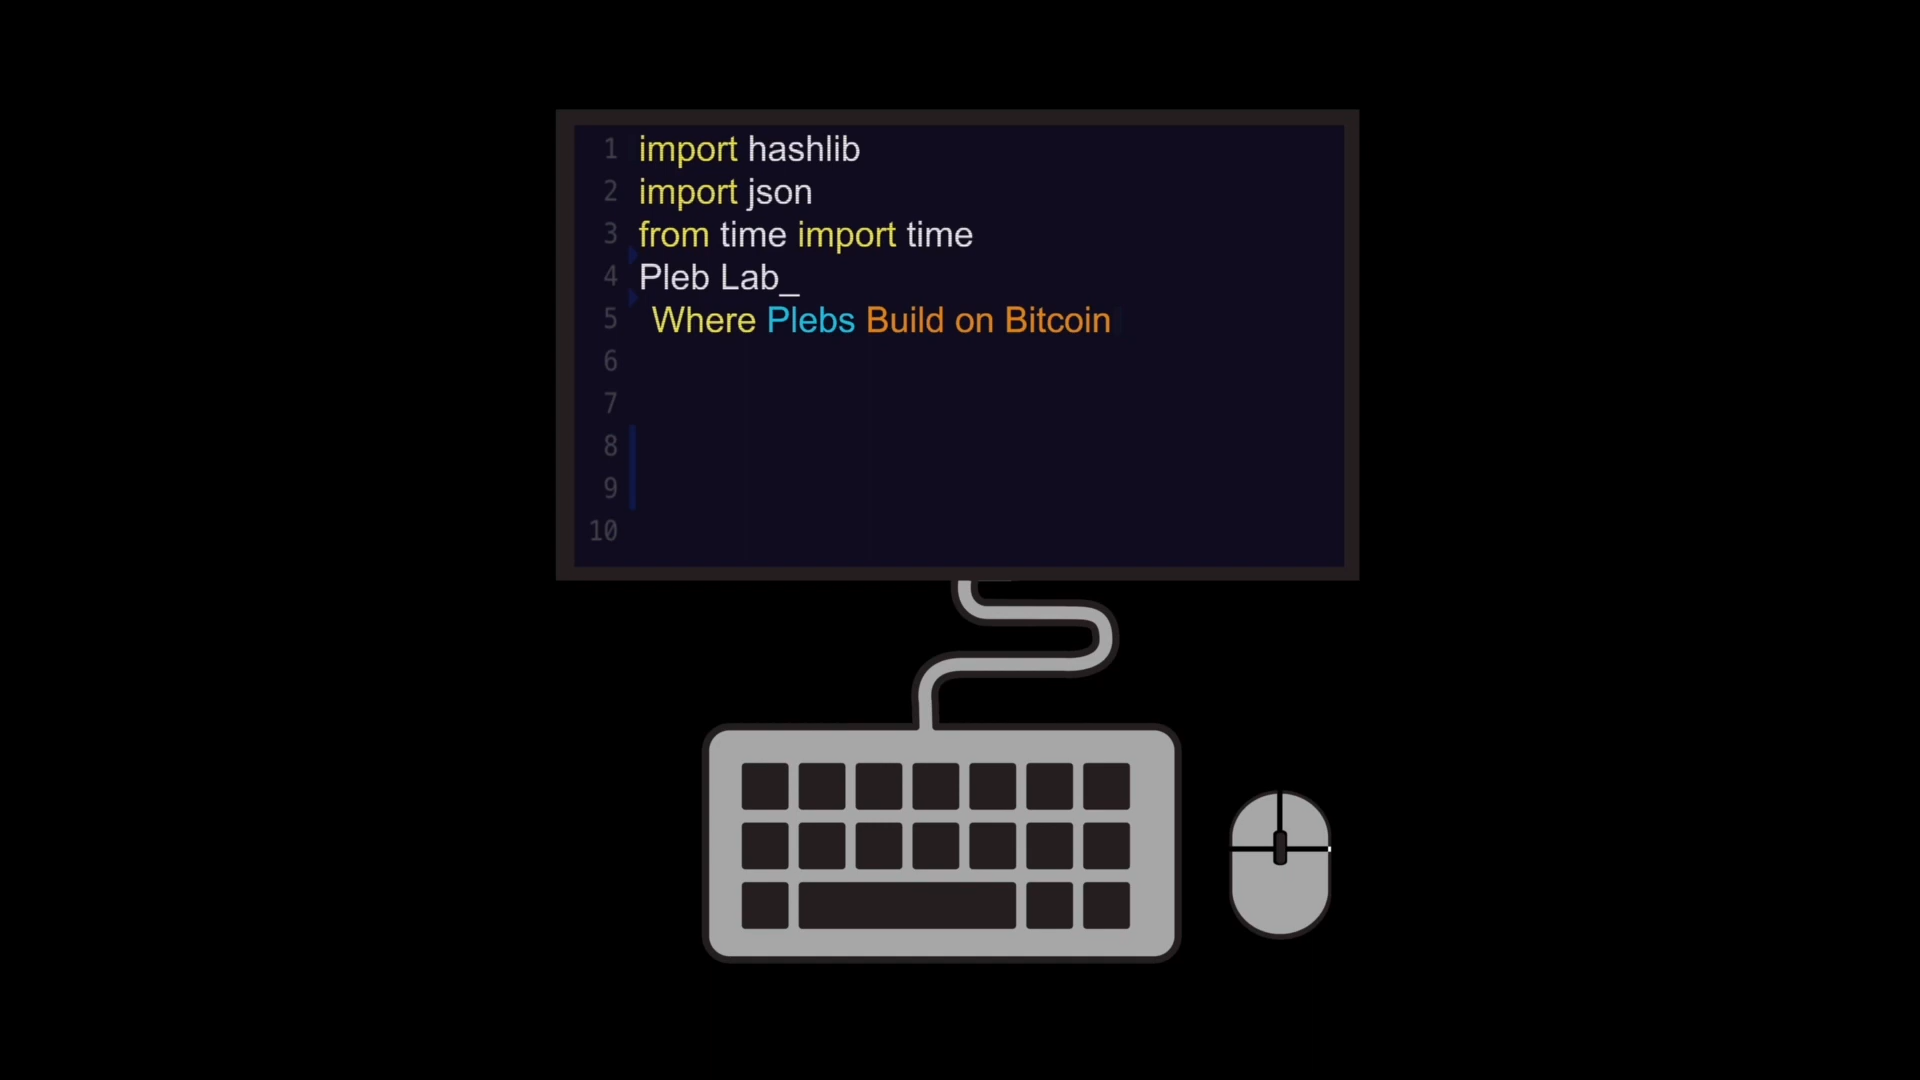 1 import hashlib
2 import json
3 from time import time
4 Pleb Lab_
5 Where Plebs Build on Bitcoin
6
7
8
9
10